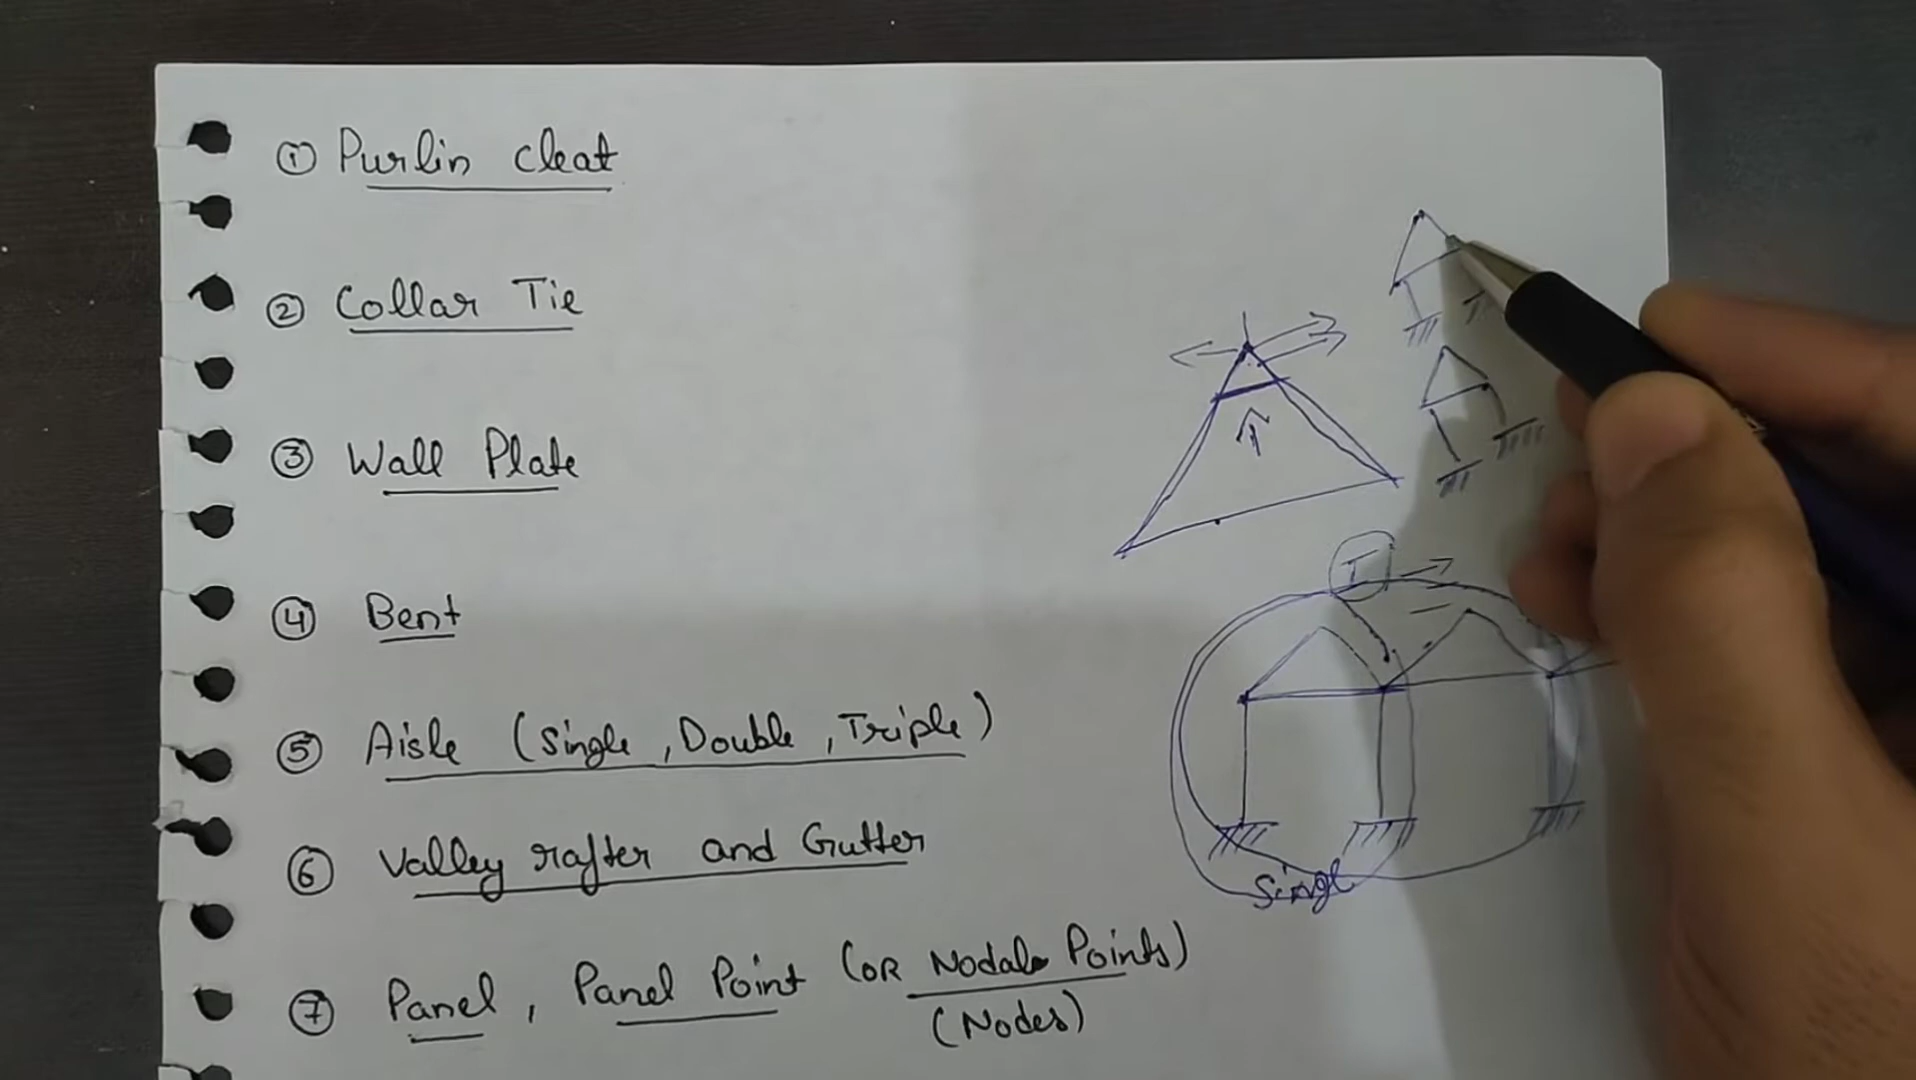 ① Purlin cleat
② Collar Tie
③ Wall Plate
④ Bent
⑤ Aisle (Single, Double, Triple)
⑥ Valley rafter and Gutter
⑦ Panel, Panel Point (OR Nodal Points)
(Nodes)
T
Singl